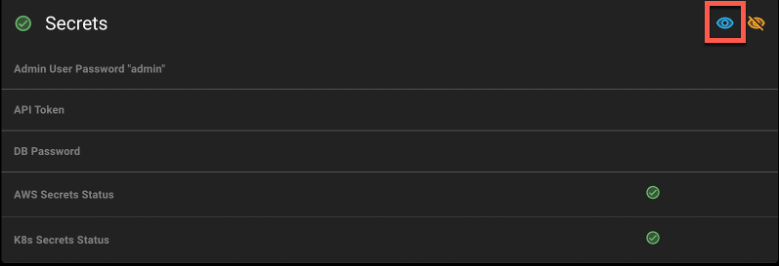 Secrets
Admin User Password "admin"
API Token
DB Password
AWS Secrets Status
K8s Secrets Status